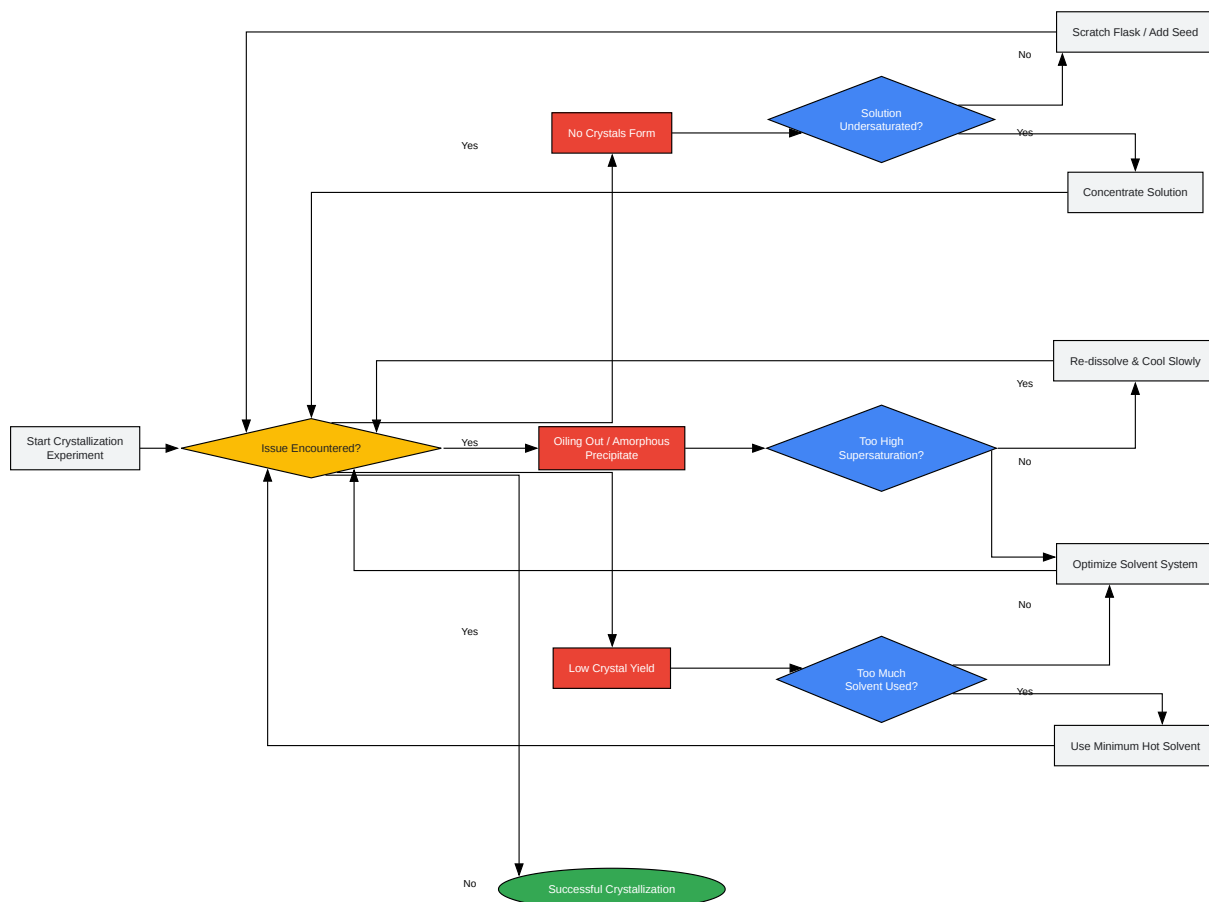 Scratch Flask / Add Seed
No
Solution
Undersaturated?
No Crystals Form
Yes
Yes
Concentrate Solution
Re-dissolve & Cool Slowly
Yes
Start Crystallization
Experiment
Issue Encountered?
Yes
Oiling Out / Amorphous
Precipitate
Too High
Supersaturation?
No
Optimize Solvent System
No
Yes
Low Crystal Yield
Too Much
Solvent Used?
Yes
Use Minimum Hot Solvent
No
Successful Crystallization